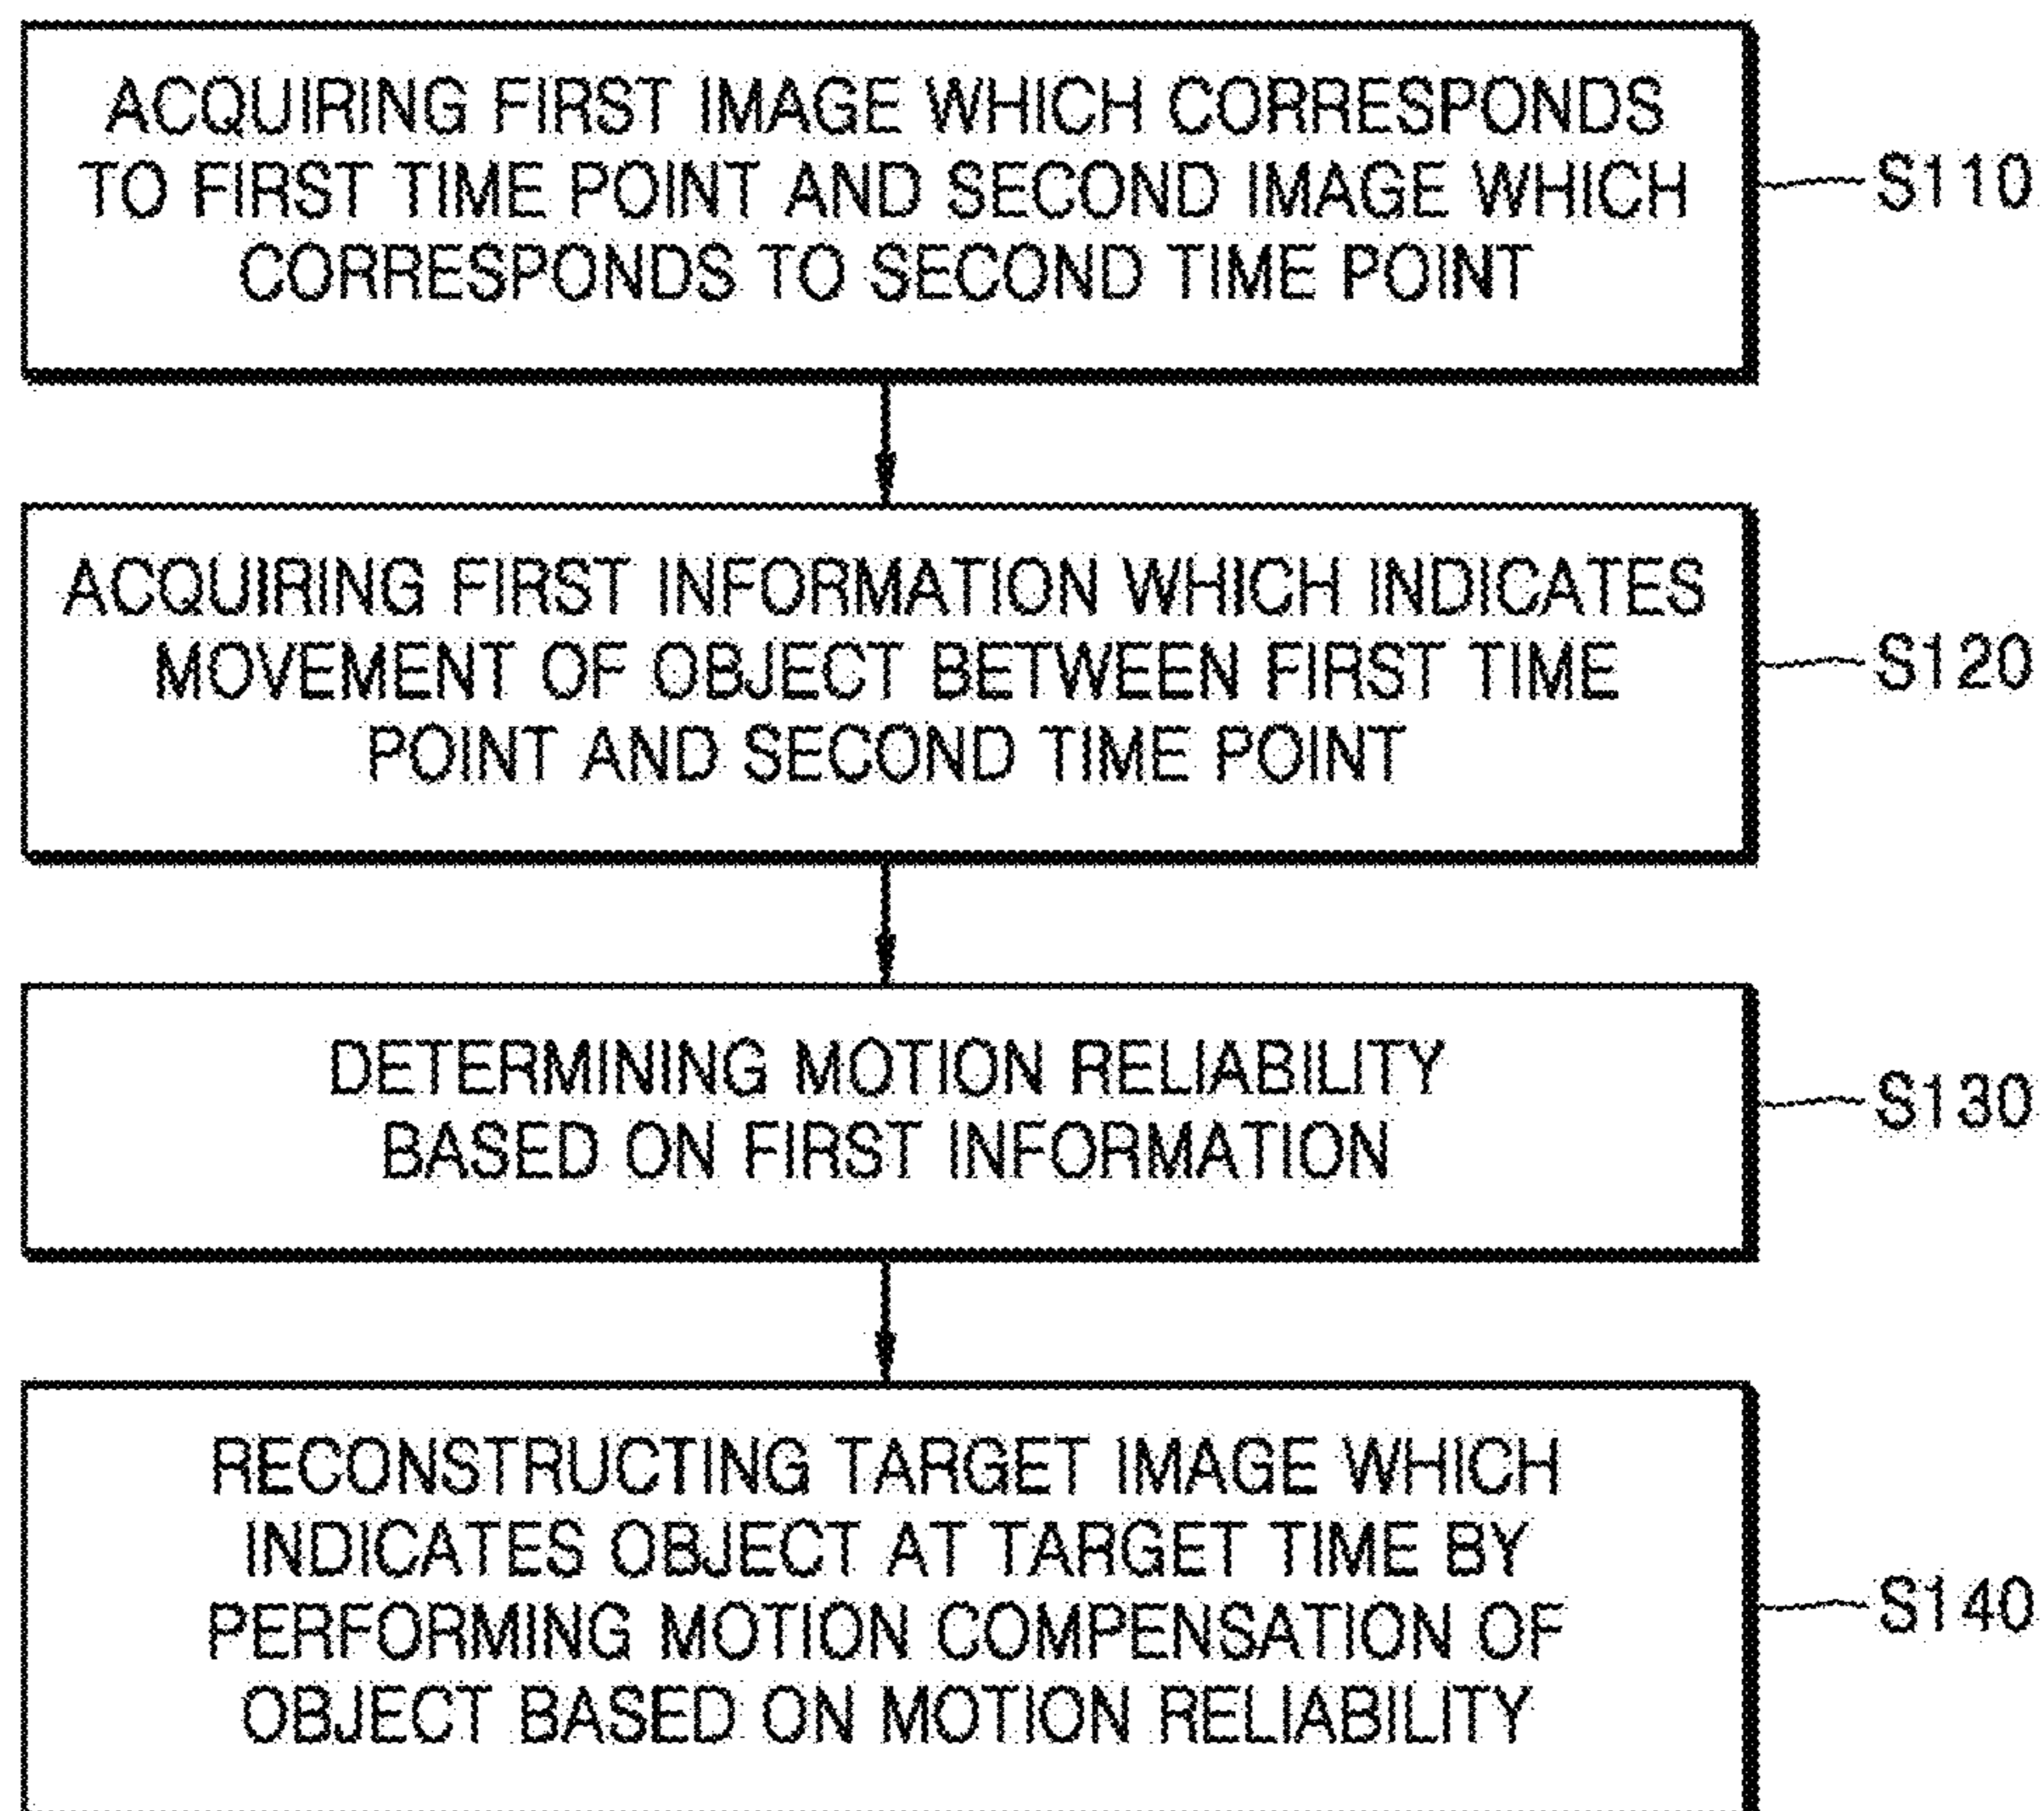 ACQUIRING FIRST IMAGE WHICH CORRESPONDS
TO FIRST TIME POINT AND SECOND IMAGE WHICH
CORRESPONDS TO SECOND TIME POINT
S110
ACQUIRING FIRST INFORMATION WHICH INDICATES
MOVEMENT OF OBJECT BETWEEN FIRST TIME
POINT AND SECOND TIME POINT
S120
DETERMINING MOTION RELIABILITY
BASED ON FIRST INFORMATION
S130
RECONSTRUCTING TARGET IMAGE WHICH
INDICATES OBJECT AT TARGET TIME BY
PERFORMING MOTION COMPENSATION OF
OBJECT BASED ON MOTION RELIABILITY
S140